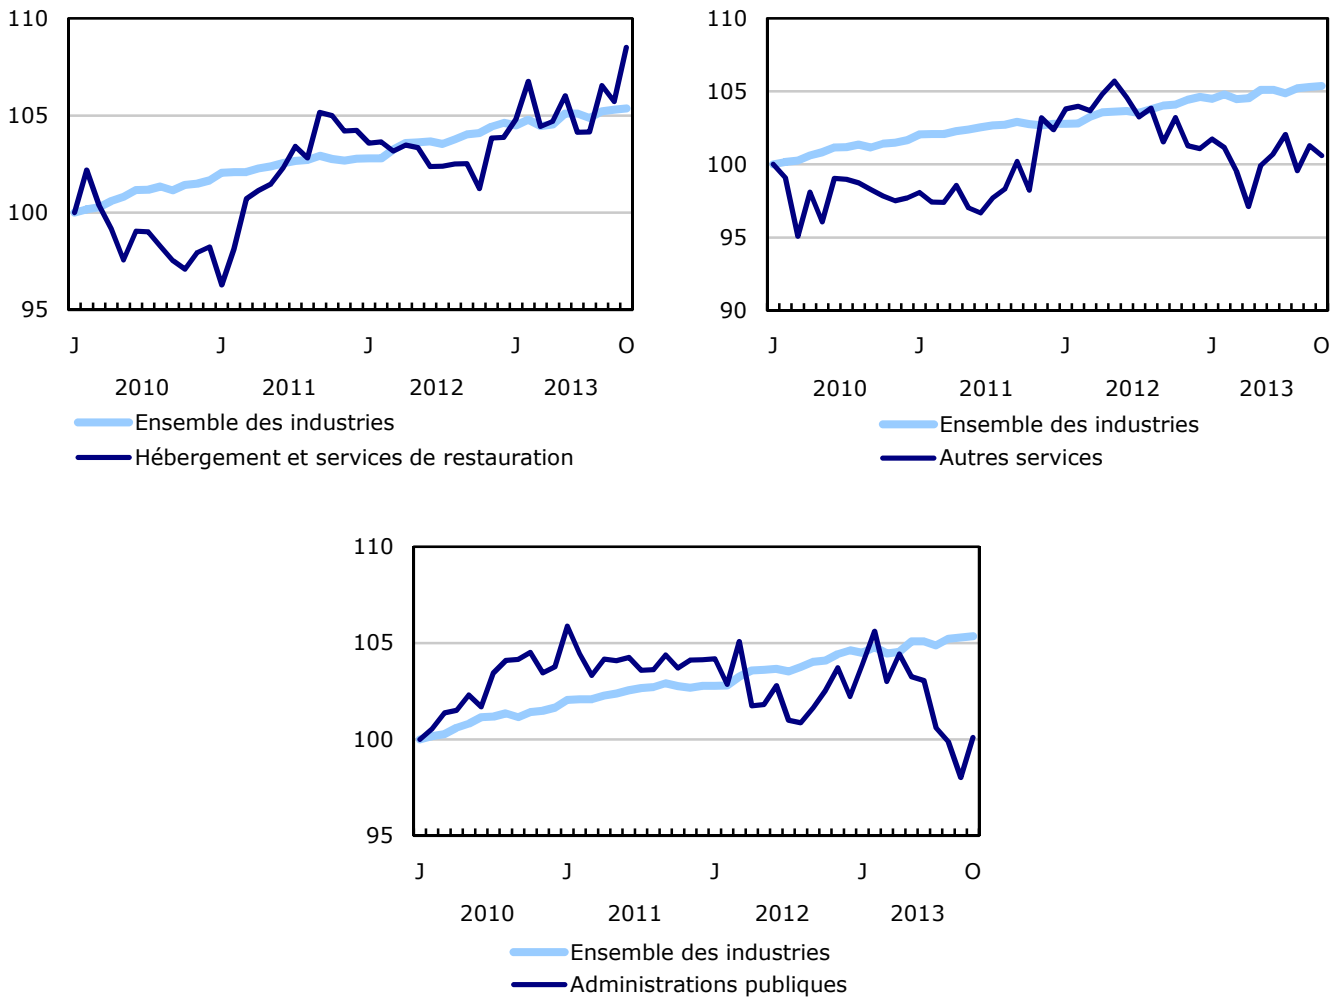 110
105
100
95
J J J J O
2010 2011 2012 2013
Ensemble des industries
Hébergement et services de restauration
110
105
100
95
90
J J J J O
2010 2011 2012 2013
Ensemble des industries
Autres services
110
105
100
95
J J J J O
2010 2011 2012 2013
Ensemble des industries
Administrations publiques